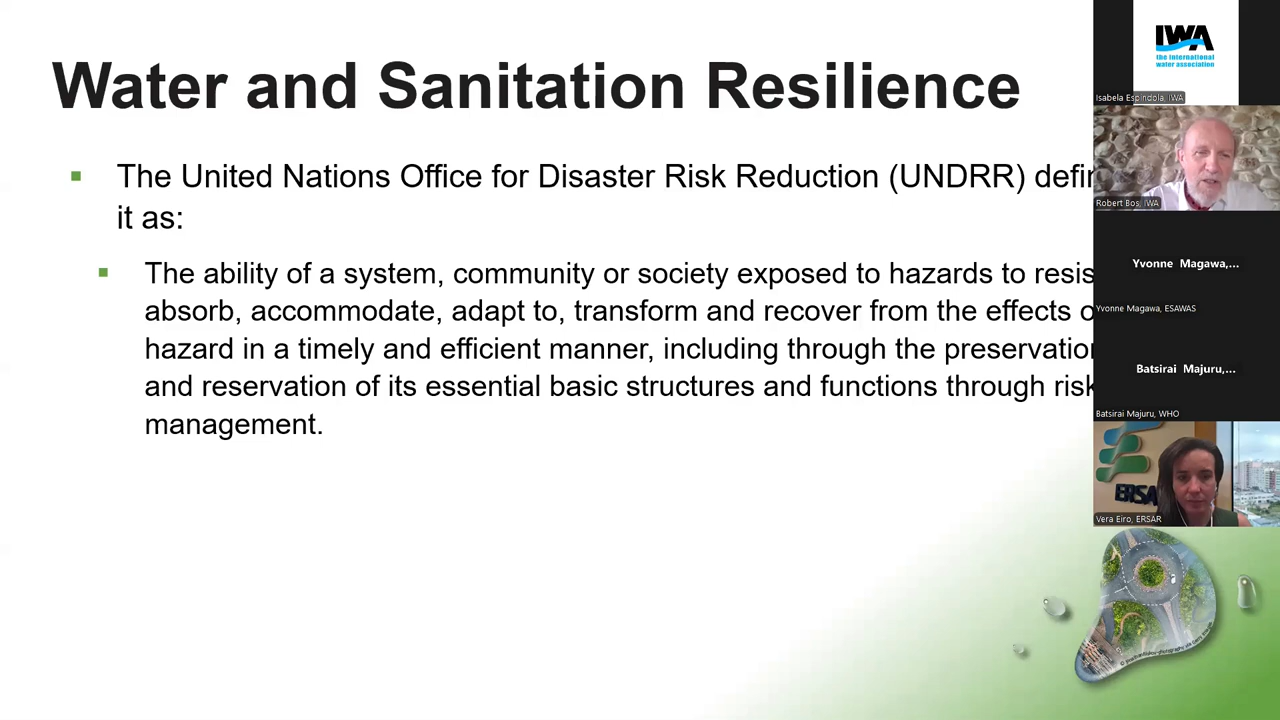 Water and Sanitation Resilience
The United Nations Office for Disaster Risk Reduction (UNDRR)
it as:
The ability of a system, community or society exposed to hazards to
absorb, accommodate, adapt to, transform and recover from the effects
hazard in a timely and efficient manner, including through the
and reservation of its essential basic structures and functions through risk
management.
IWA
the international
water association
Isabela Espindola, IWA
Robert Bos, IWA
Yvonne Magawa,...
Yvonne Magawa, ESAWAS
Batsirai Majuru,...
Batsirai Majuru, WHO
Vera Eiro, ERSAR